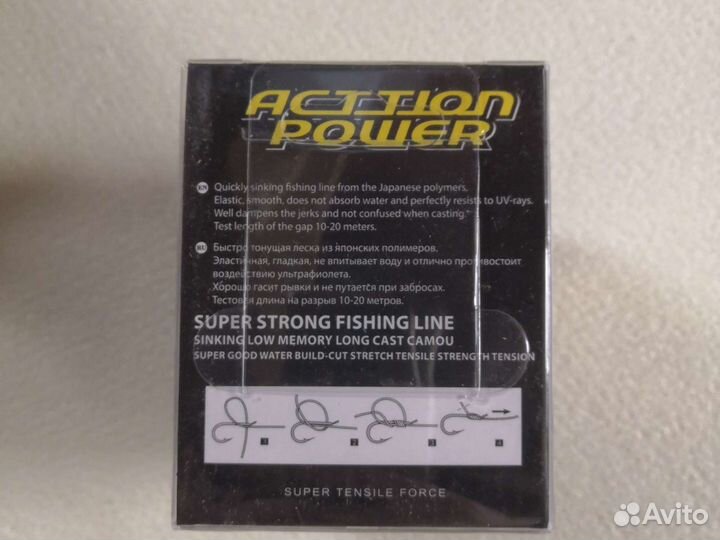 ACTTION
POWER
EN Quickly sinking fishing line from the Japanese polymers.
Elastic, smooth, does not absorb water and perfectly resists to UV-rays.
Well dampens the jerks and not confused when casting.
Test length of the gap 10-20 meters.
RU Быстро тонущая леска из японских полимеров.
Эластичная, гладкая, не впитывает воду и отлично противостоит
воздействию ультрафиолета.
Хорошо гасит рывки и не путается при забросах.
Тестовая длина на разрыв 10-20 метров.
SUPER STRONG FISHING LINE
SINKING LOW MEMORY LONG CAST CAMOU
SUPER GOOD WATER BUILD-CUT STRETCH TENSILE STRENGTH TENSION
1 2 3 4
SUPER TENSILE FORCE
Avito